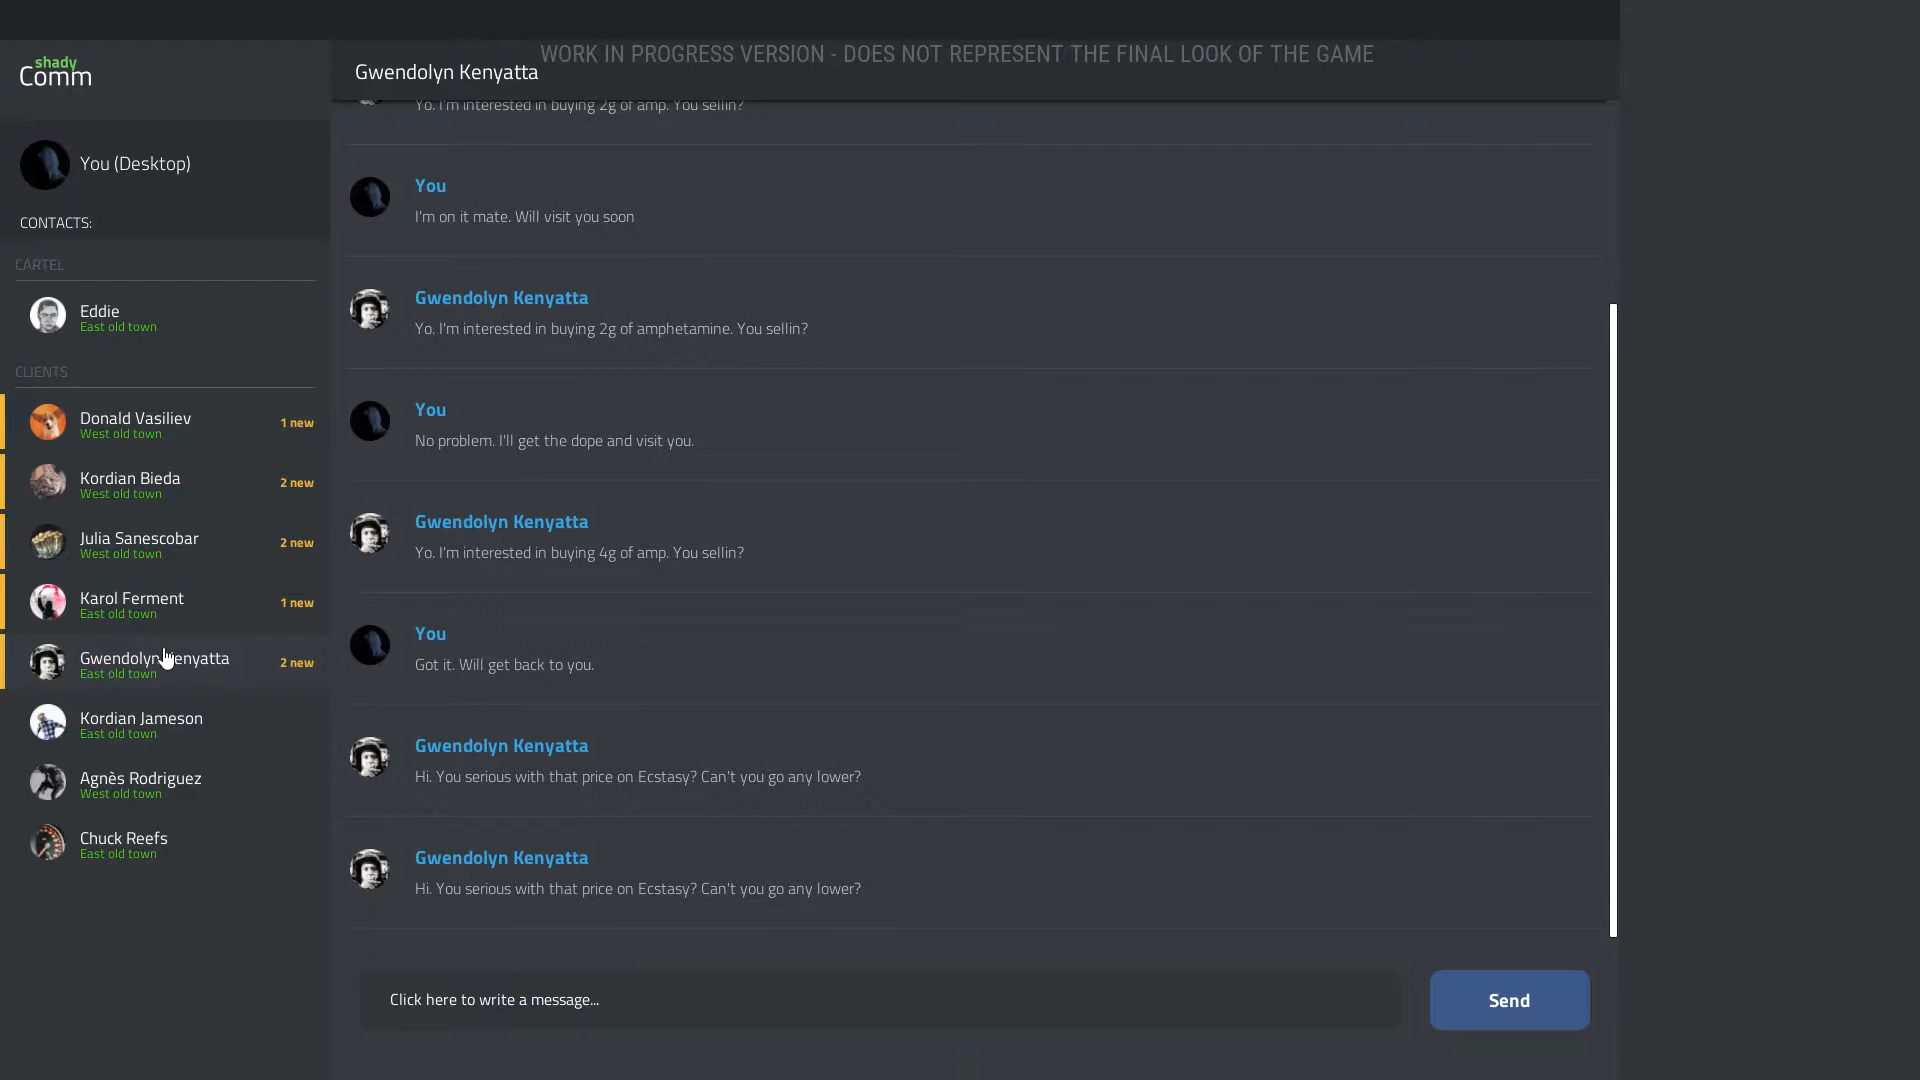 WORK IN PROGRESS VERSION - DOES NOT REPRESENT THE FINAL LOOK OF THE GAME
shady
Comm
You (Desktop)
CONTACTS:
CARTEL
Eddie
East old town
CLIENTS
Donald Vasiliev
West old town
1 new
Kordian Bieda
West old town
2 new
Julia Sanescobar
West old town
2 new
Karol Ferment
East old town
1 new
Gwendolyn Kenyatta
East old town
2 new
Kordian Jameson
East old town
Agnès Rodriguez
West old town
Chuck Reefs
East old town
Gwendolyn Kenyatta
Yo. I'm interested in buying 2g of amp. You sellin?
You
I'm on it mate. Will visit you soon
Gwendolyn Kenyatta
Yo. I'm interested in buying 2g of amphetamine. You sellin?
You
No problem. I'll get the dope and visit you.
Gwendolyn Kenyatta
Yo. I'm interested in buying 4g of amp. You sellin?
You
Got it. Will get back to you.
Gwendolyn Kenyatta
Hi. You serious with that price on Ecstasy? Can't you go any lower?
Gwendolyn Kenyatta
Hi. You serious with that price on Ecstasy? Can't you go any lower?
Click here to write a message...
Send